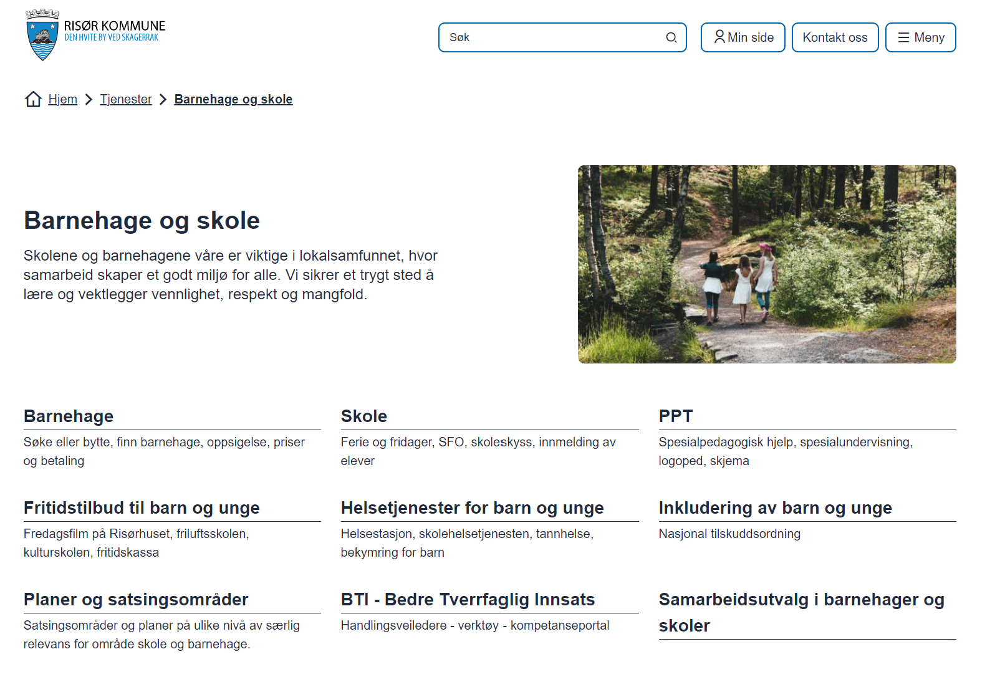 RISØR KOMMUNE
DEN HVITE BY VED SKAGERRAK
Søk
Min side
Kontakt oss
Meny
Hjem
Tjenester
Barnehage og skole
Barnehage og skole
Skolene og barnehagene våre er viktige i lokalsamfunnet, hvor
samarbeid skaper et godt miljø for alle. Vi sikrer et trygt sted å
lære og vektlegger vennlighet, respekt og mangfold.
Barnehage
Søke eller bytte, finn barnehage, oppsigelse, priser
og betaling
Skole
Ferie og fridager, SFO, skoleskyss, innmelding av
elever
PPT
Spesialpedagogisk hjelp, spesialundervisning,
logoped, skjema
Fritidstilbud til barn og unge
Fredagsfilm på Risørhuset, friluftsskolen,
kulturskolen, fritidskassa
Helsetjenester for barn og unge
Helsestasjon, skolehelsetjenesten, tannhelse,
bekymring for barn
Inkludering av barn og unge
Nasjonal tilskuddsordning
Planer og satsingsområder
Satsingsområder og planer på ulike nivå av særlig
relevans for område skole og barnehage.
BTI - Bedre Tverrfaglig Innsats
Handlingsveiledere - verktøy - kompetanseportal
Samarbeidsutvalg i barnehager og
skoler